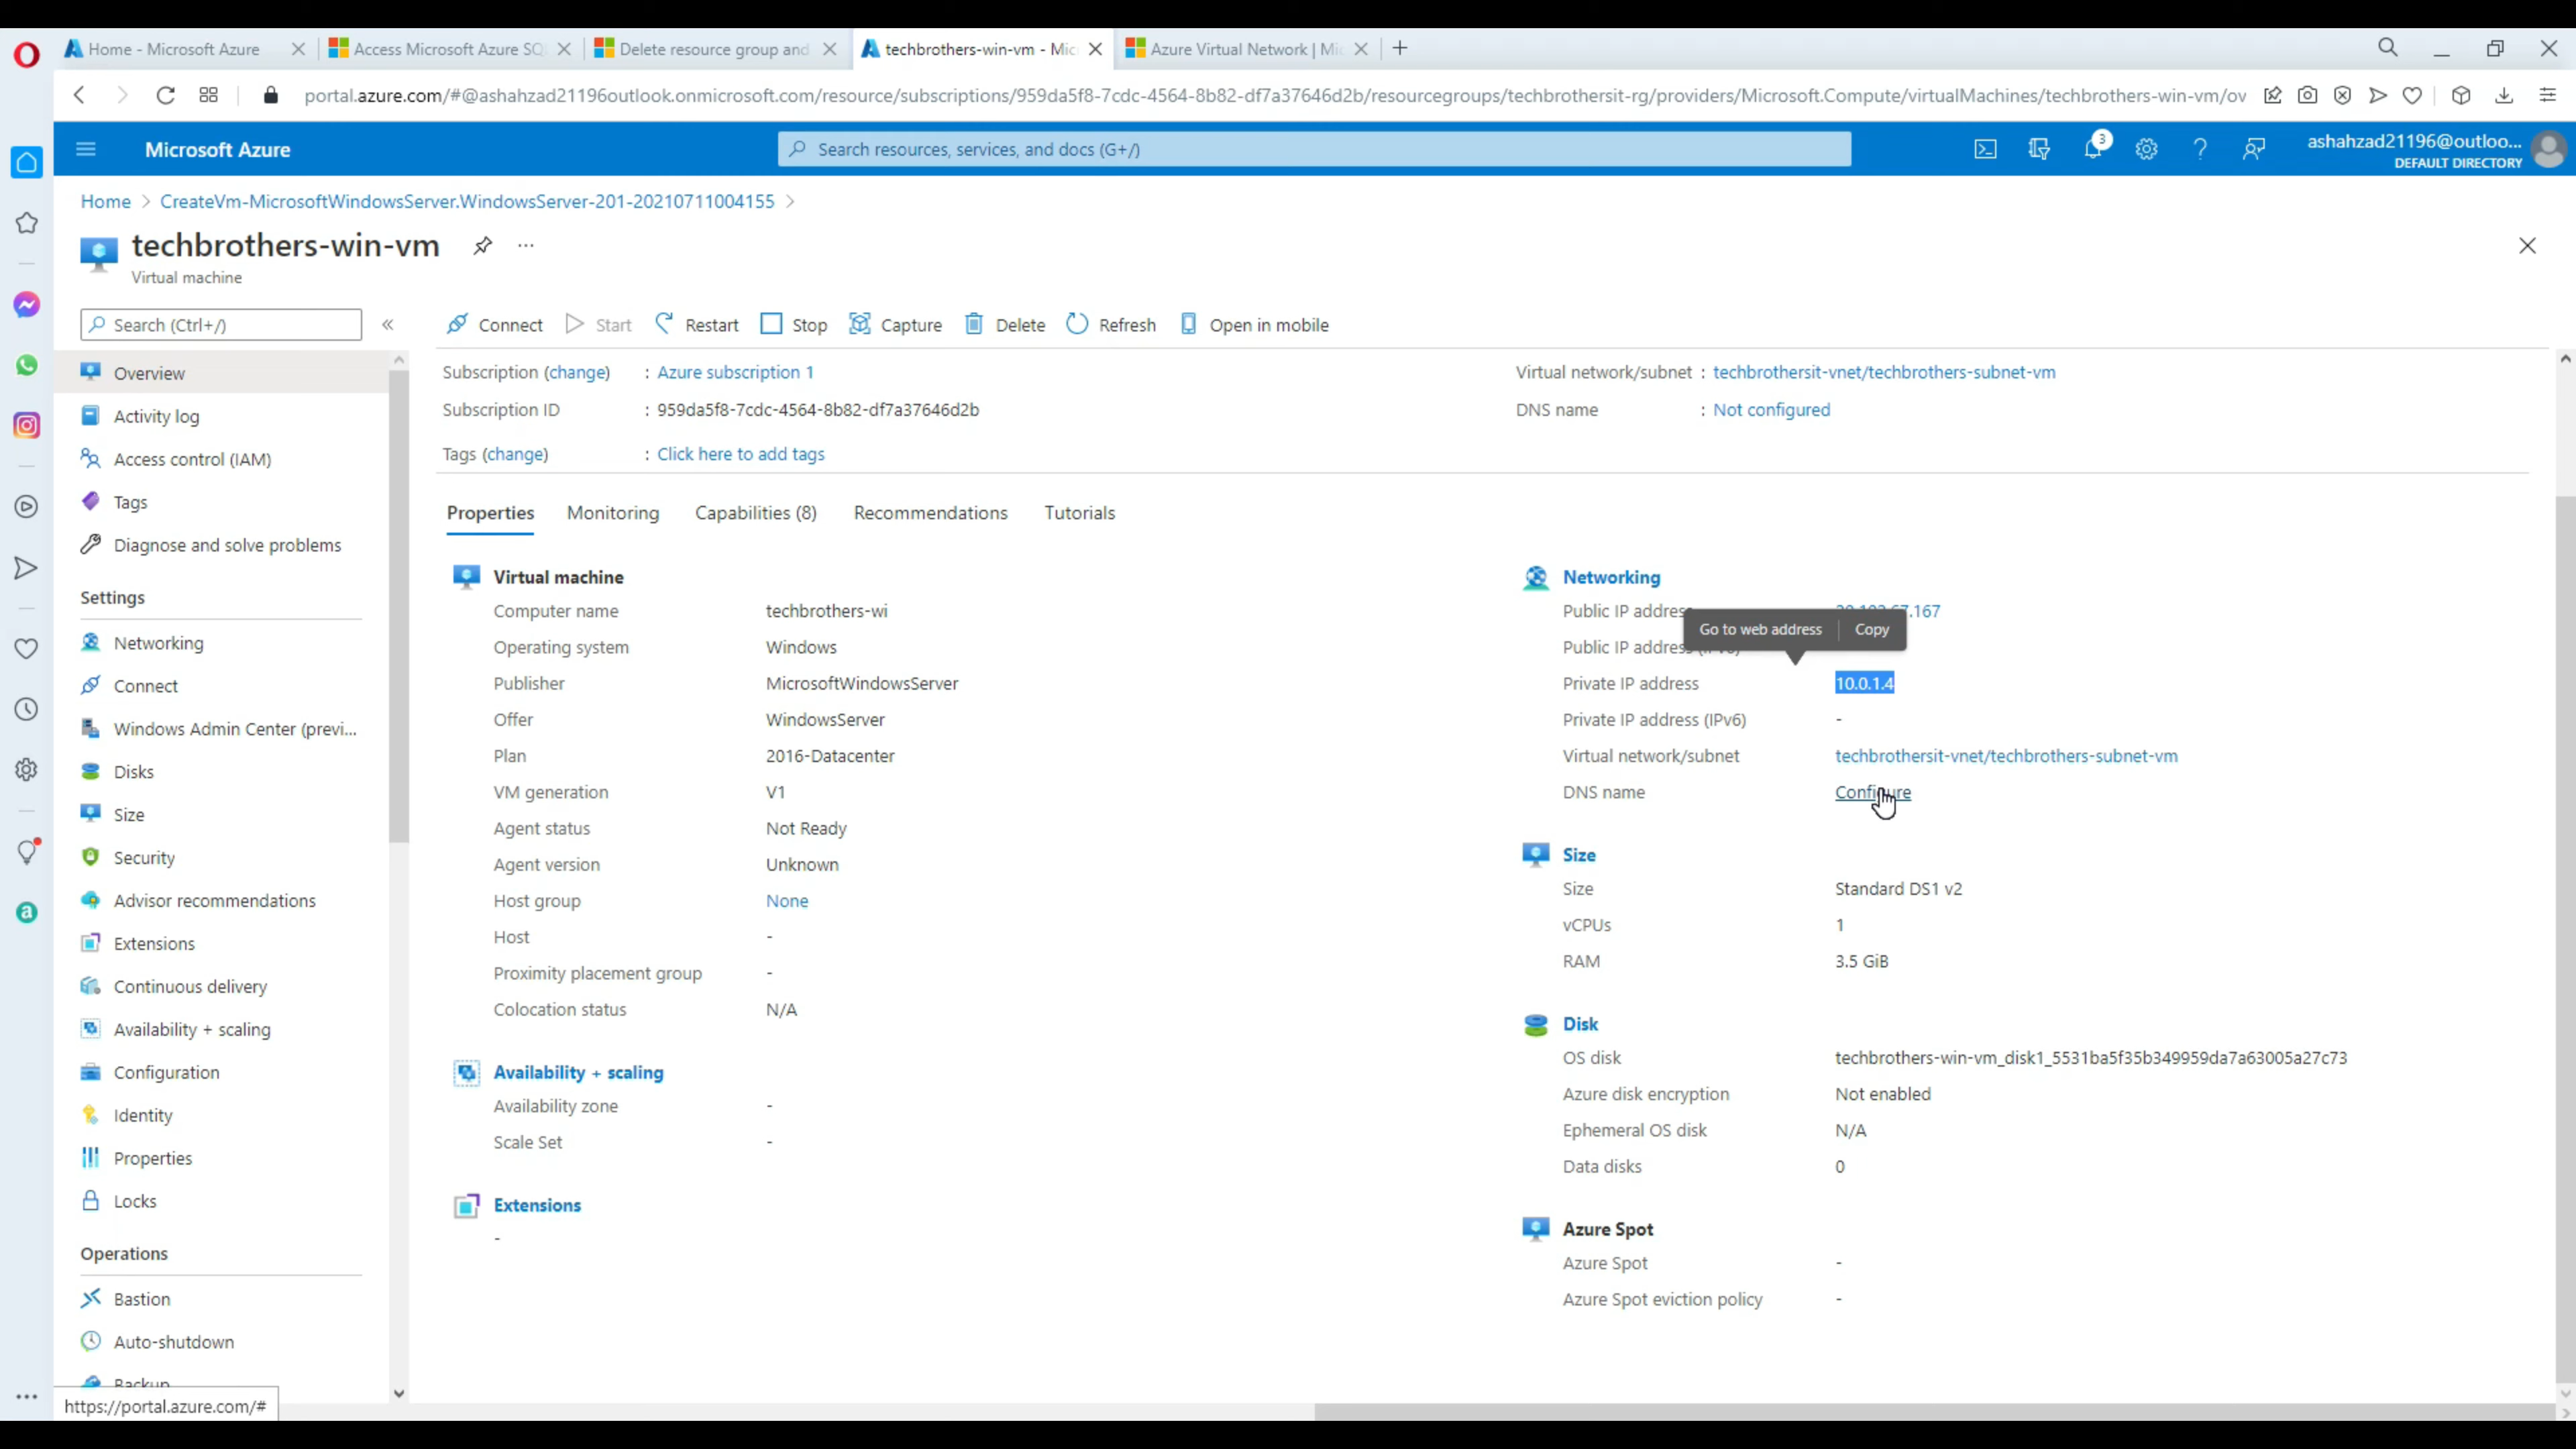 Home - Microsoft Azure
Access Microsoft Azure SQ
Delete resource group and
techbrothers-win-vm - Mic
Azure Virtual Network | Mi
portal.azure.com/#@ashahzad21196outlook.onmicrosoft.com/resource/subscriptions/959da5f8-7cdc-4564-8b82-df7a37646d2b/resourcegroups/techbrothersit-rg/providers/Microsoft.Compute/virtualMachines/techbrothers-win-vm/ov
Microsoft Azure
Search resources, services, and docs (G+/)
3
ashahzad21196@outloo...
DEFAULT DIRECTORY
Home > CreateVm-MicrosoftWindowsServer.WindowsServer-201-20210711004155 >
techbrothers-win-vm ...
Virtual machine
Search (Ctrl+/)
«
Connect Start Restart Stop Capture Delete Refresh Open in mobile
Overview
Activity log
Access control (IAM)
Tags
Diagnose and solve problems
Settings
Networking
Connect
Windows Admin Center (previ...
Disks
Size
Security
Advisor recommendations
Extensions
Continuous delivery
Availability + scaling
Configuration
Identity
Properties
Locks
Operations
Bastion
Auto-shutdown
Backup
https://portal.azure.com/#
Subscription (change) : Azure subscription 1
Subscription ID : 959da5f8-7cdc-4564-8b82-df7a37646d2b
Tags (change) : Click here to add tags
Virtual network/subnet : techbrothersit-vnet/techbrothers-subnet-vm
DNS name : Not configured
Properties Monitoring Capabilities (8) Recommendations Tutorials
Virtual machine
Computer name techbrothers-wi
Operating system Windows
Publisher MicrosoftWindowsServer
Offer WindowsServer
Plan 2016-Datacenter
VM generation V1
Agent status Not Ready
Agent version Unknown
Host group None
Host -
Proximity placement group -
Colocation status N/A
Availability + scaling
Availability zone -
Scale Set -
Extensions
-
Networking
Public IP address
Go to web address Copy
Public IP address
Private IP address 10.0.1.4
Private IP address (IPv6) -
Virtual network/subnet techbrothersit-vnet/techbrothers-subnet-vm
DNS name Configure
Size
Size Standard DS1 v2
vCPUs 1
RAM 3.5 GiB
Disk
OS disk techbrothers-win-vm_disk1_5531ba5f35b349959da7a63005a27c73
Azure disk encryption Not enabled
Ephemeral OS disk N/A
Data disks 0
Azure Spot
Azure Spot -
Azure Spot eviction policy -